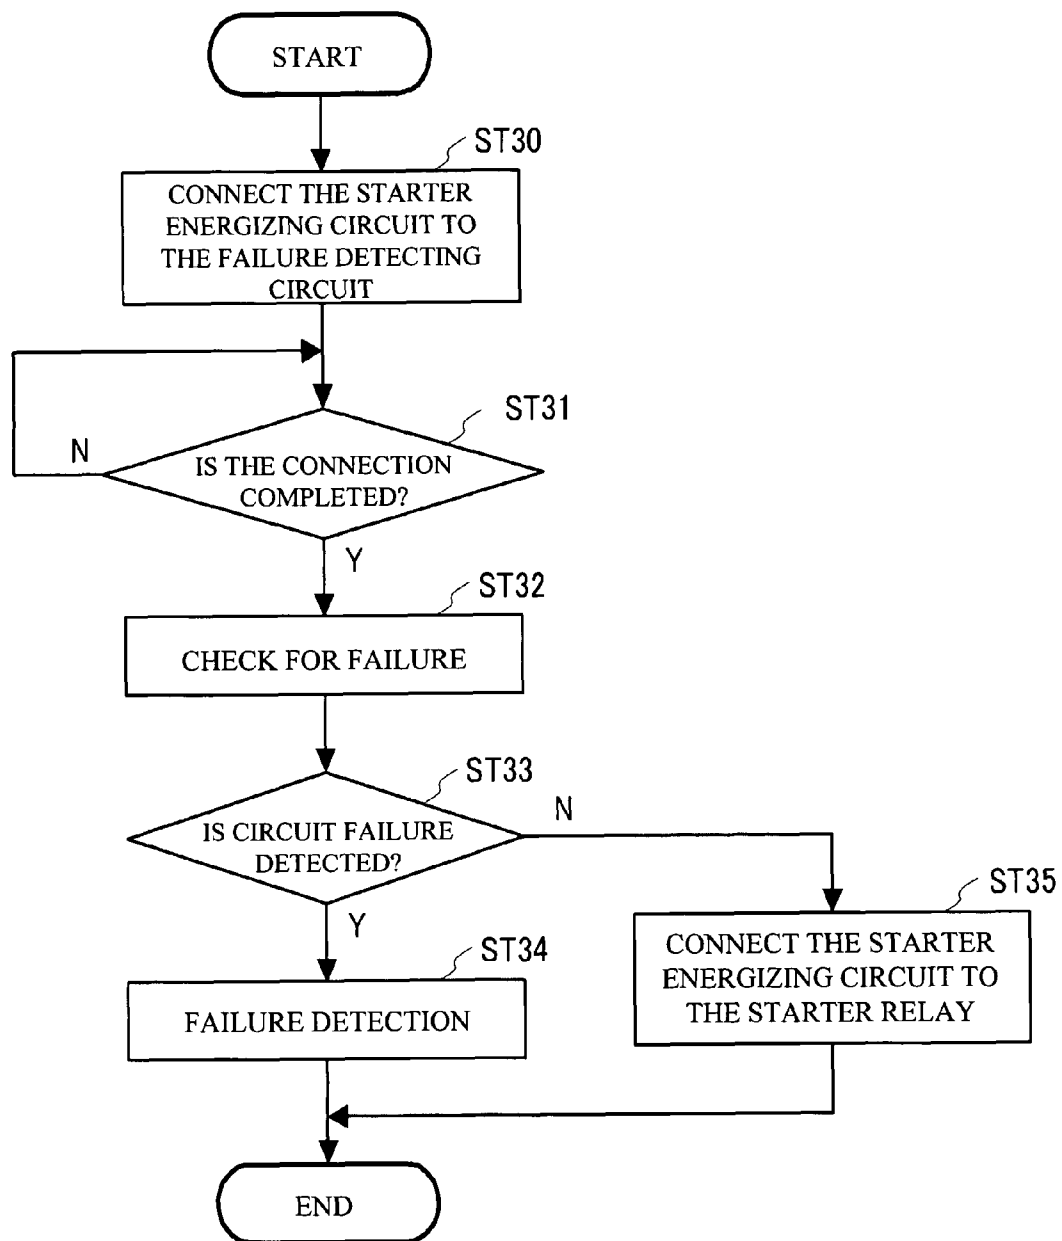 START
ST30
CONNECT THE STARTER
ENERGIZING CIRCUIT TO
THE FAILURE DETECTING
CIRCUIT
ST31
N
IS THE CONNECTION
COMPLETED?
Y
ST32
CHECK FOR FAILURE
ST33
N
IS CIRCUIT FAILURE
DETECTED?
Y
ST35
CONNECT THE STARTER
ENERGIZING CIRCUIT TO
THE STARTER RELAY
ST34
FAILURE DETECTION
END